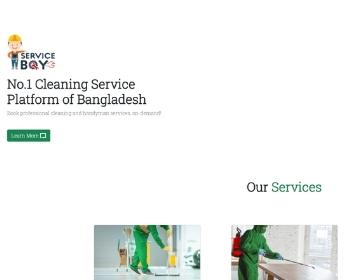 SERVICE
BOY
No.1 Cleaning Service
Platform of Bangladesh
Book professional cleaning and handyman services, on-demand!
Learn More
Our Services